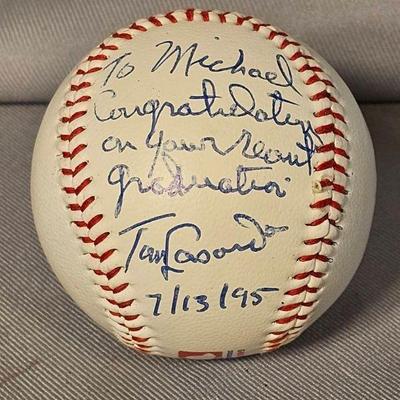 To Michael
Congratulations
on your recent
graduation
Tom Lasorda
7/13/95